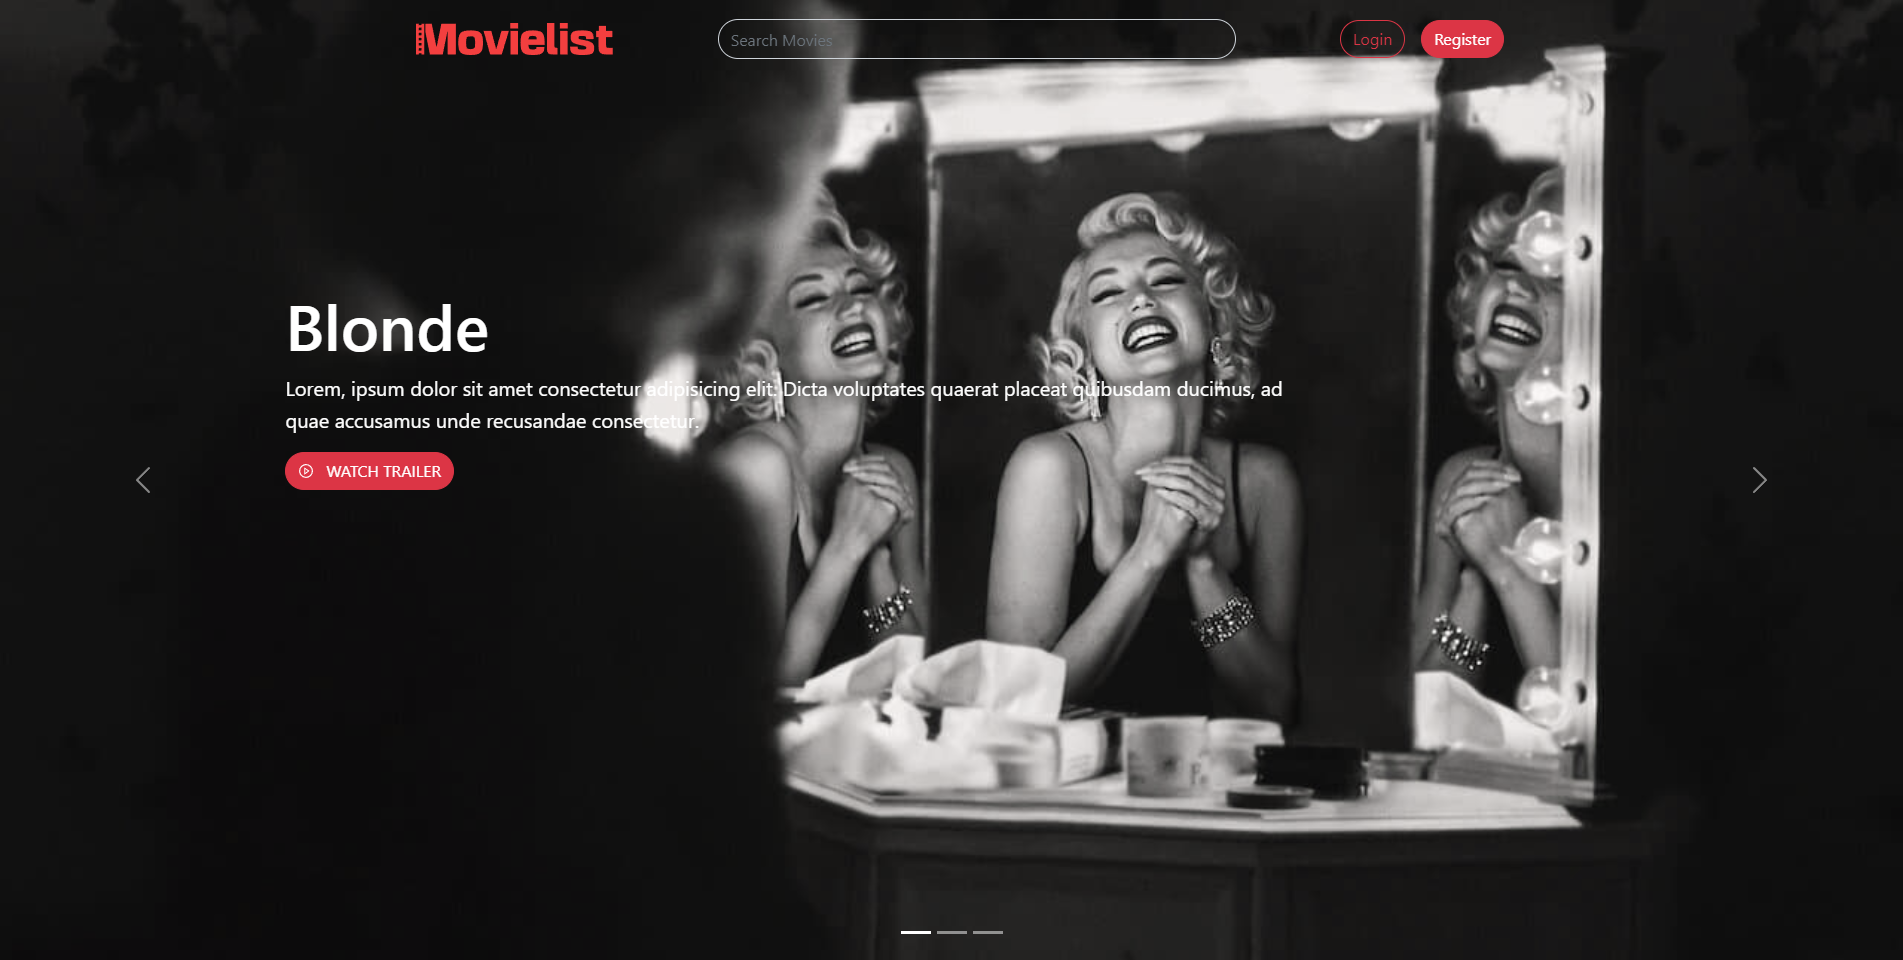 Movielist
Search Movies
Login
Register
Blonde
Lorem, ipsum dolor sit amet consectetur adipisicing elit. Dicta voluptates quaerat placeat quibusdam ducimus, ad
quae accusamus unde recusandae consectetur.
WATCH TRAILER